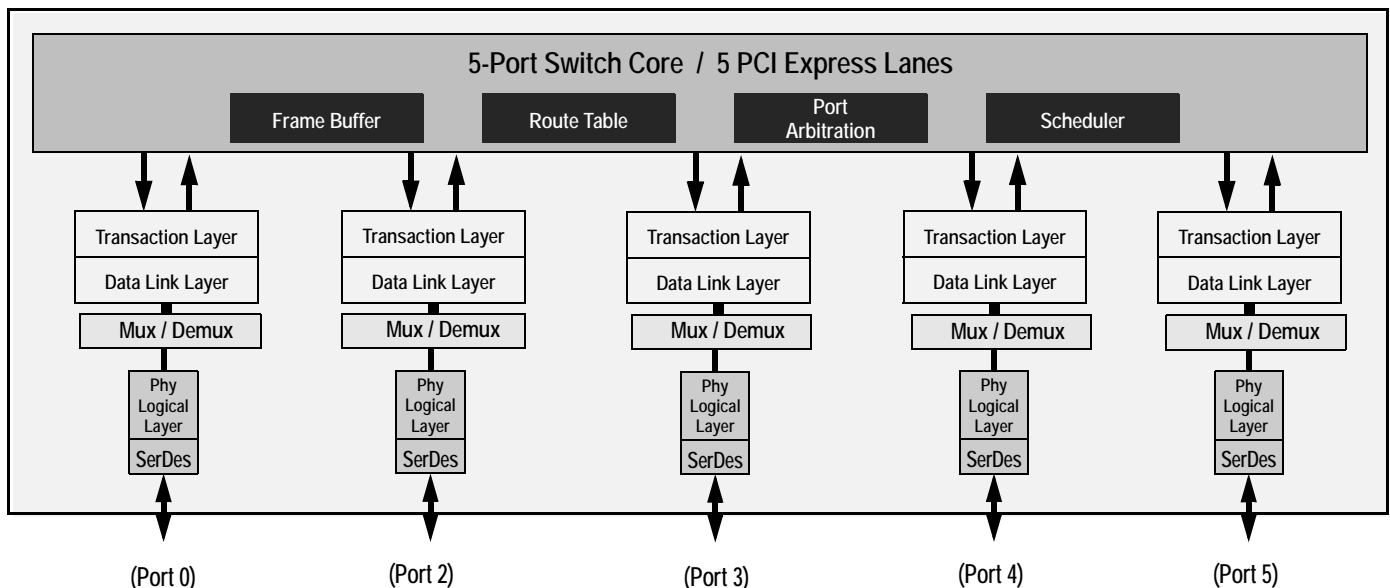 5-Port Switch Core / 5 PCI Express Lanes
Frame Buffer
Route Table
Port
Arbitration
Scheduler
Transaction Layer
Data Link Layer
Mux / Demux
Phy
Logical
Layer
SerDes
(Port 0)
Transaction Layer
Data Link Layer
Mux / Demux
Phy
Logical
Layer
SerDes
(Port 2)
Transaction Layer
Data Link Layer
Mux / Demux
Phy
Logical
Layer
SerDes
(Port 3)
Transaction Layer
Data Link Layer
Mux / Demux
Phy
Logical
Layer
SerDes
(Port 4)
Transaction Layer
Data Link Layer
Mux / Demux
Phy
Logical
Layer
SerDes
(Port 5)